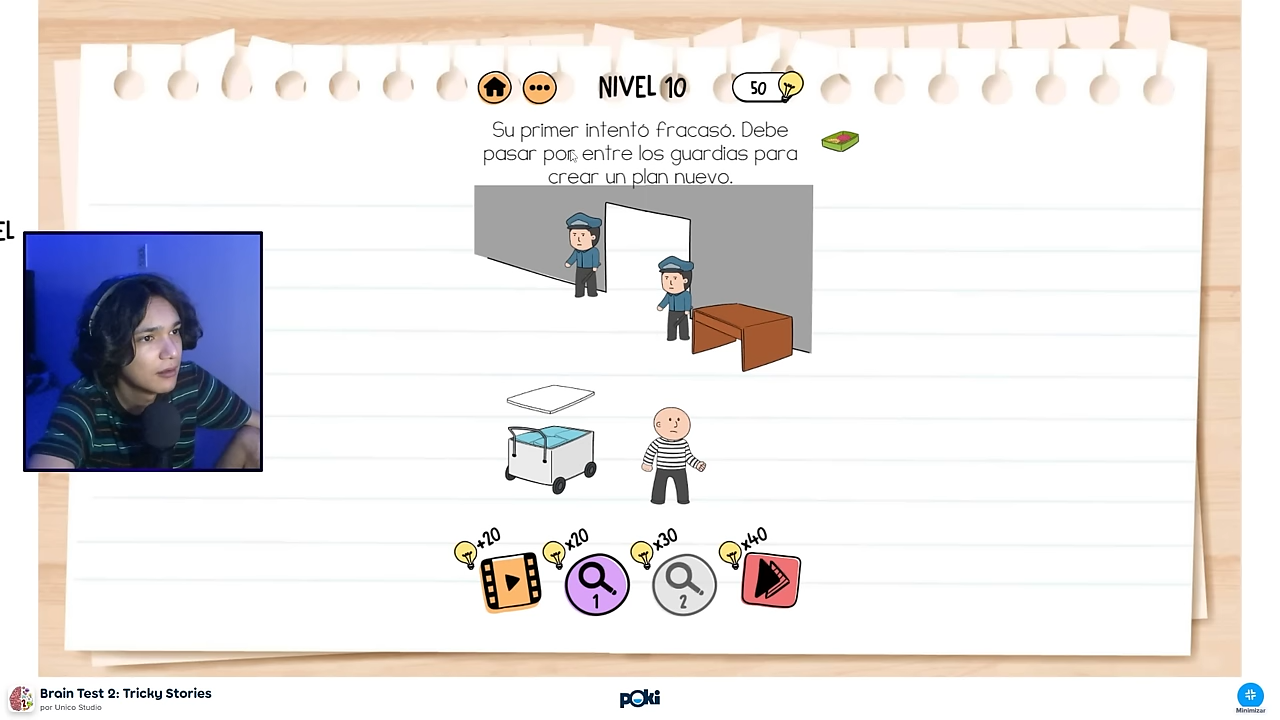 NIVEL 10
50
Su primer intentó fracasó. Debe
pasar por entre los guardias para
crear un plan nuevo.
EL
+20
x20
x30
x40
1
2
Brain Test 2: Tricky Stories
por Unico Studio
poki
Minimizar